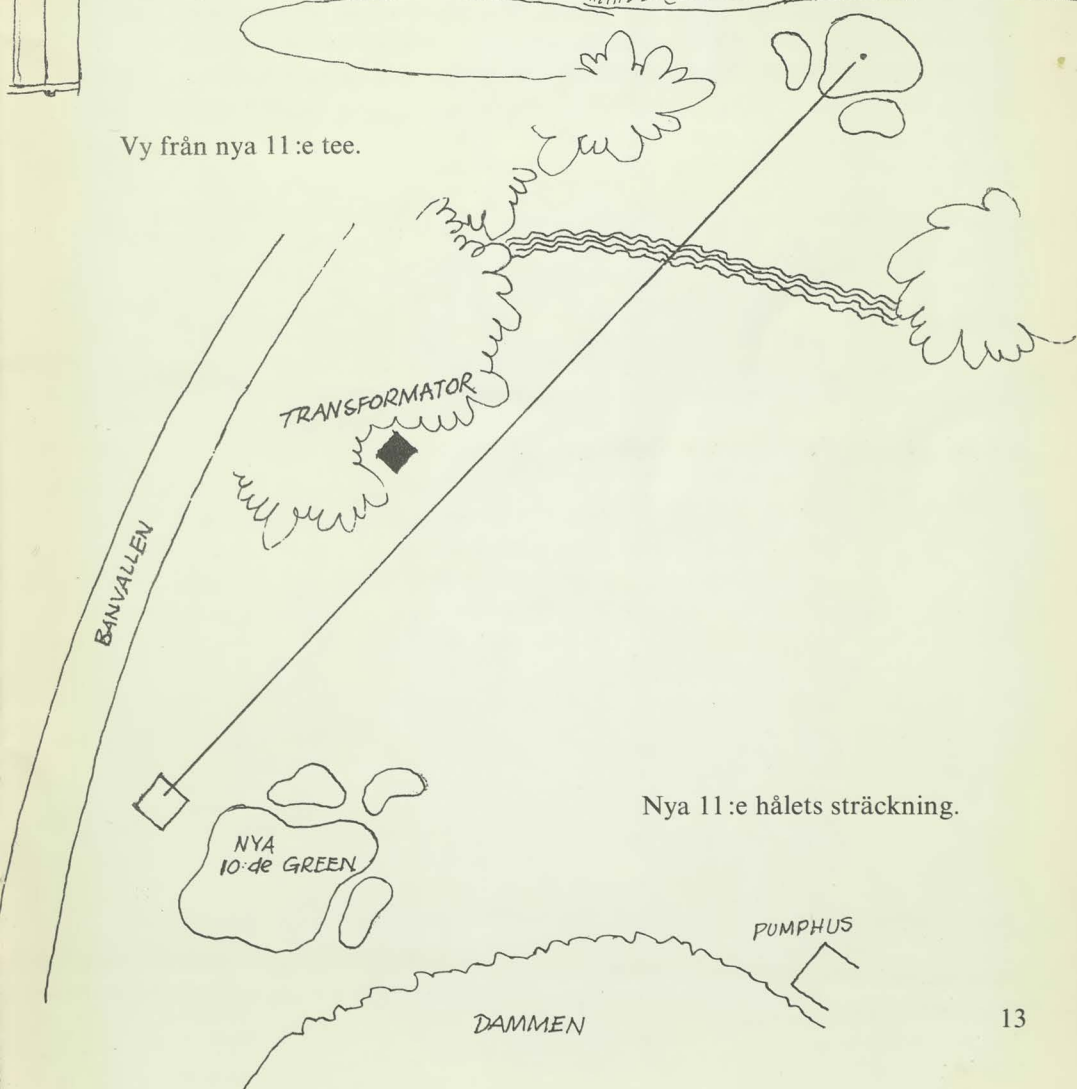 Vy från nya 11:e tee.
TRANSFORMATOR
BANVALLEN
Nya 11:e hålets sträckning.
NYA
10:de GREEN
PUMPHUS
DAMMEN
13